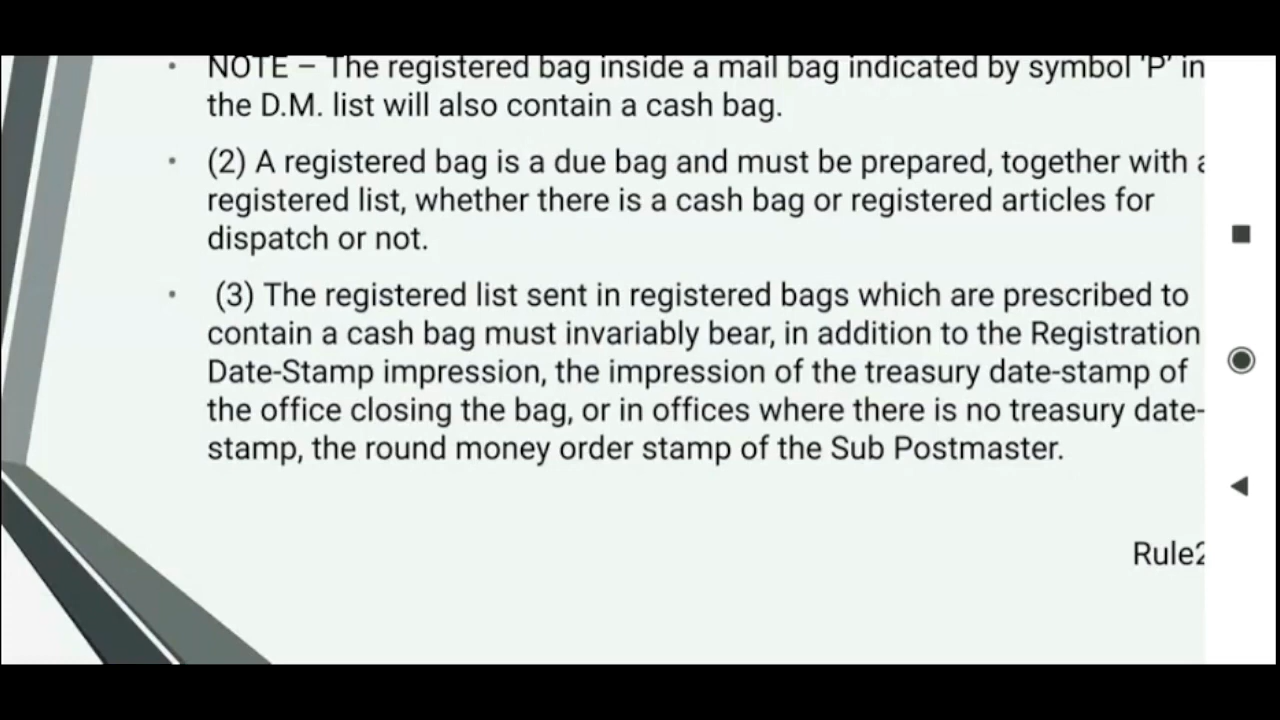 NOTE – The registered bag inside a mail bag indicated by symbol 'P' in
the D.M. list will also contain a cash bag.
(2) A registered bag is a due bag and must be prepared, together with a
registered list, whether there is a cash bag or registered articles for
dispatch or not.
(3) The registered list sent in registered bags which are prescribed to
contain a cash bag must invariably bear, in addition to the Registration
Date-Stamp impression, the impression of the treasury date-stamp of
the office closing the bag, or in offices where there is no treasury date-
stamp, the round money order stamp of the Sub Postmaster.
Rule2